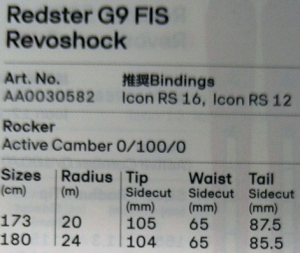 Redster G9 FIS
Revoshock
Art. No. 推奨Bindings
AA0030582 Icon RS 16, Icon RS 12
Rocker
Active Camber 0/100/0
Sizes Radius Tip Waist Tail
(cm) (m) Sidecut Sidecut Sidecut
(mm) (mm) (mm)
173 20 105 65 87.5
180 24 104 65 85.5